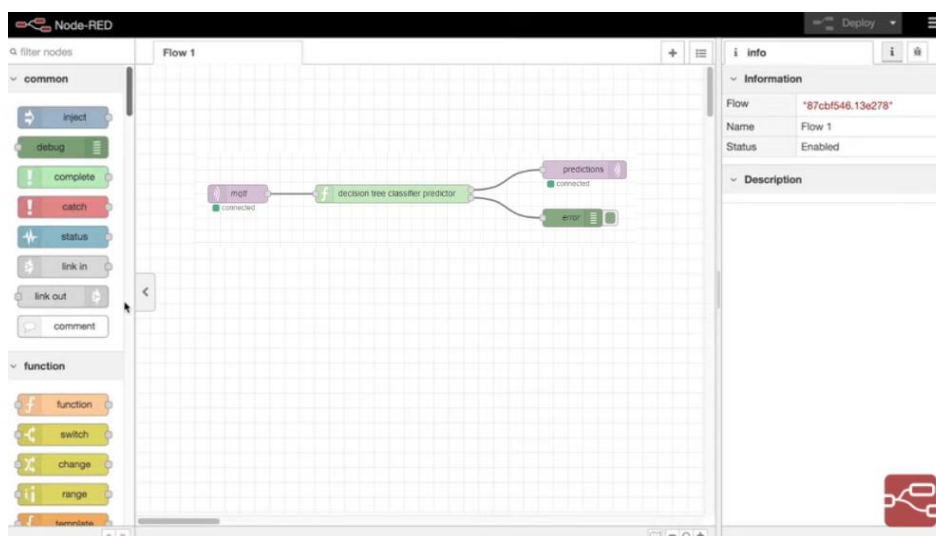 Node-RED
Deploy
filter nodes
Flow 1
info
i
common
Information
inject
Flow
"87cbf546.13e278"
debug
Name
Flow 1
Status
Enabled
complete
predictions
connected
Description
mqtt
connected
decision tree classifier predictor
catch
error
status
link in
link out
comment
function
function
switch
change
range
template